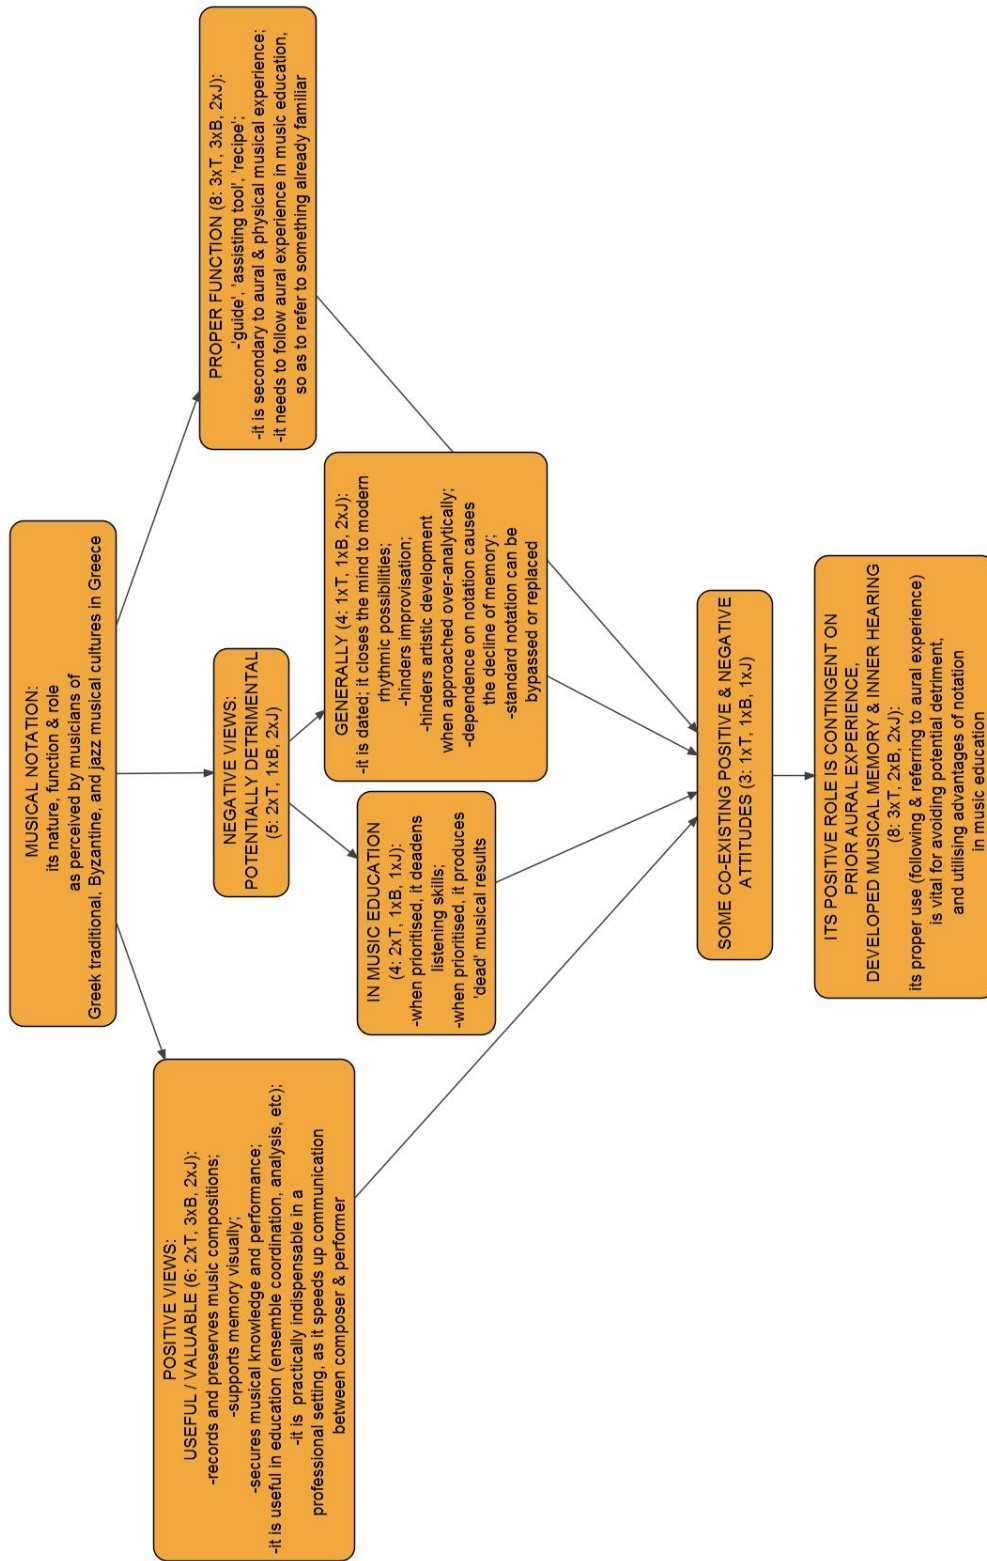 MUSICAL NOTATION:
its nature, function & role
as perceived by musicians of
Greek traditional, Byzantine, and jazz musical cultures in Greece
POSITIVE VIEWS:
USEFUL / VALUABLE (6: 2xT, 3xB, 2xJ):
-records and preserves music compositions;
-supports memory visually;
-secures musical knowledge and performance;
-it is useful in education (ensemble coordination, analysis, etc);
-it is practically indispensable in a
professional setting, as it speeds up communication
between composer & performer
NEGATIVE VIEWS:
POTENTIALLY DETRIMENTAL
(5: 2xT, 1xB, 2xJ)
PROPER FUNCTION (8: 3xT, 3xB, 2xJ):
-'guide', 'assisting tool', 'recipe';
-it is secondary to aural & physical musical experience;
-it needs to follow aural experience in music education,
so as to refer to something already familiar
IN MUSIC EDUCATION
(4: 2xT, 1xB, 1xJ):
-when prioritised, it deadens
listening skills;
-when prioritised, it produces
'dead' musical results
GENERALLY (4: 1xT, 1xB, 2xJ):
-it is dated; it closes the mind to modern
rhythmic possibilities;
-hinders improvisation;
-hinders artistic development
when approached over-analytically;
-dependence on notation causes
the decline of memory;
-standard notation can be
bypassed or replaced
SOME CO-EXISTING POSITIVE & NEGATIVE
ATTITUDES (3: 1xT, 1xB, 1xJ)
ITS POSITIVE ROLE IS CONTINGENT ON
PRIOR AURAL EXPERIENCE,
DEVELOPED MUSICAL MEMORY & INNER HEARING
(8: 3xT, 2xB, 2xJ):
its proper use (following & referring to aural experience)
is vital for avoiding potential detriment,
and utilising advantages of notation
in music education